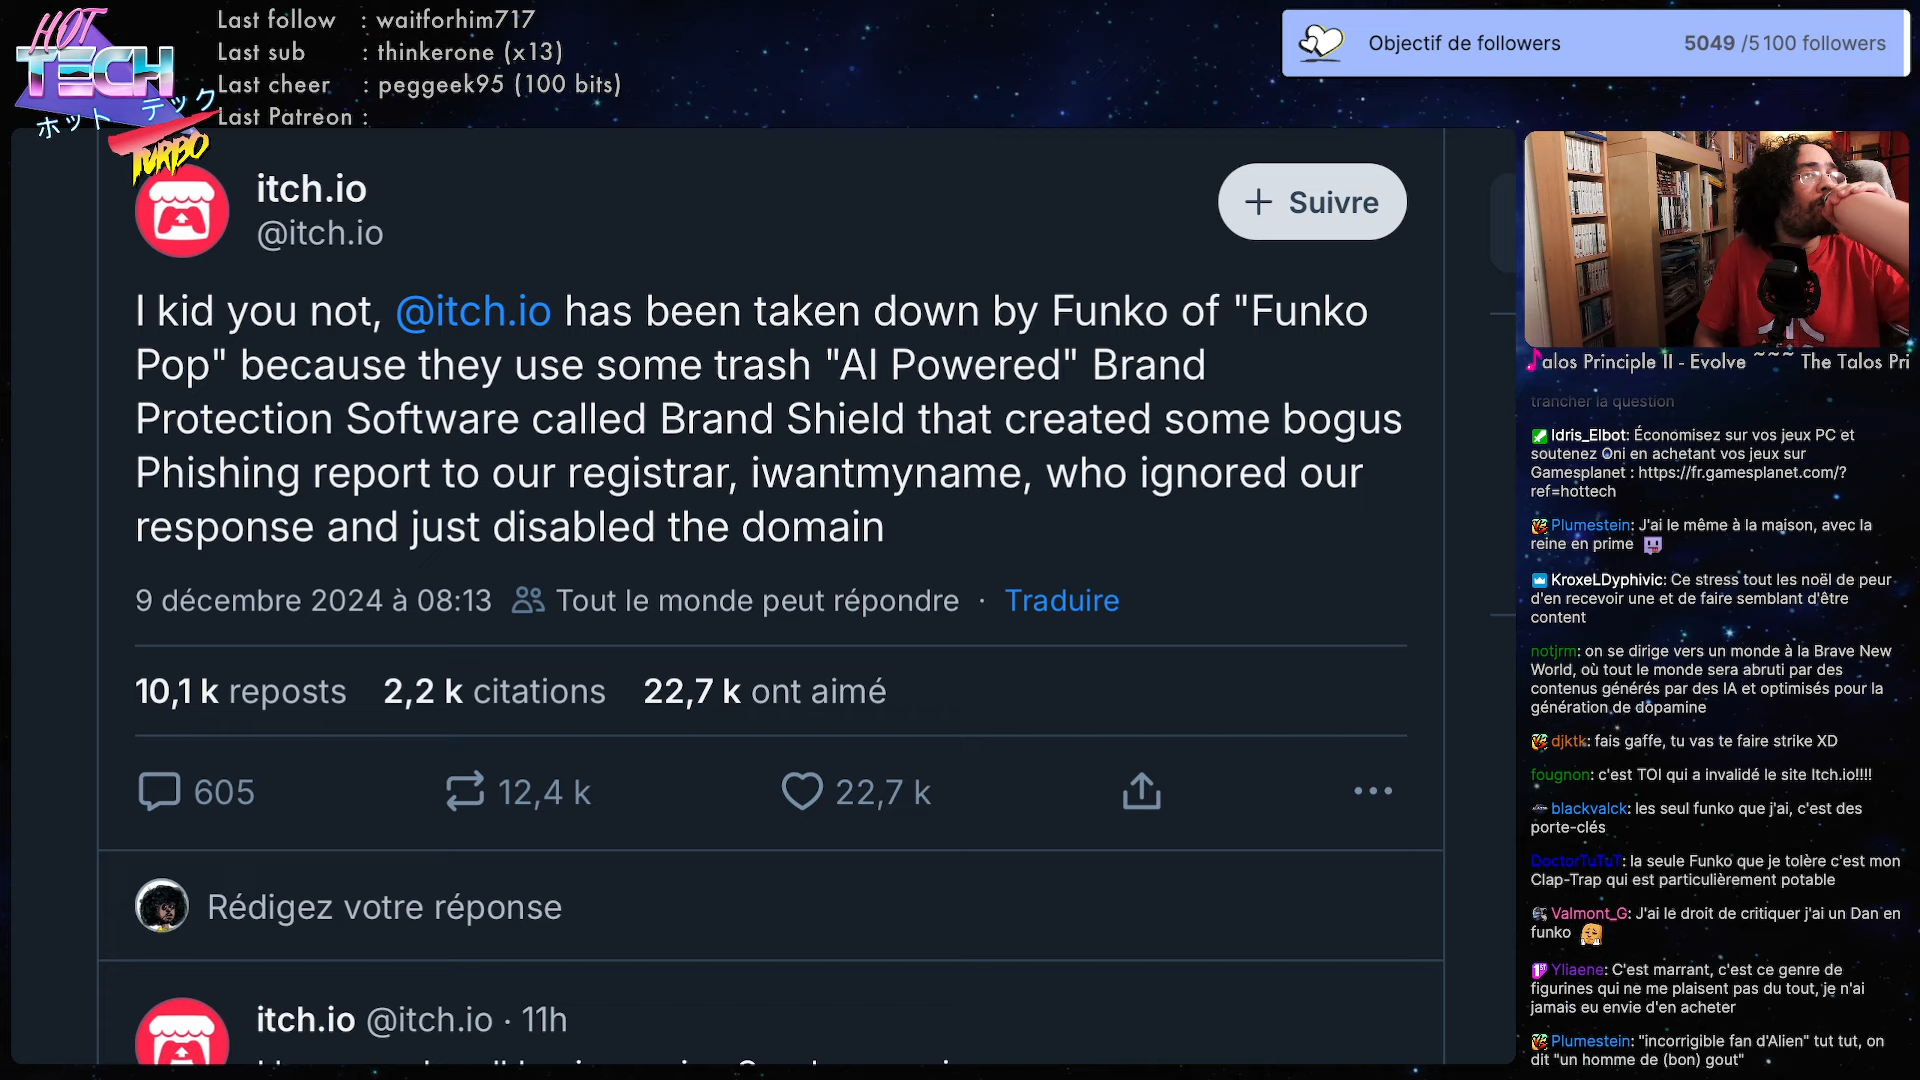 HOT
TECH
ホット テック
TURBO
Last follow : waitforhim717
Last sub : thinkerone (x13)
Last cheer : peggeek95 (100 bits)
Last Patreon :
Objectif de followers 5049 /5 100 followers
itch.io
@itch.io
+ Suivre
I kid you not, @itch.io has been taken down by Funko of "Funko
Pop" because they use some trash "AI Powered" Brand
Protection Software called Brand Shield that created some bogus
Phishing report to our registrar, iwantmyname, who ignored our
response and just disabled the domain
9 décembre 2024 à 08:13 Tout le monde peut répondre · Traduire
10,1 k reposts 2,2 k citations 22,7 k ont aimé
605 12,4 k 22,7 k
Rédigez votre réponse
itch.io @itch.io · 11h
alos Principle II - Evolve ~~~ The Talos Pri
trancher la question
Idris_Elbot: Économisez sur vos jeux PC et
soutenez Oni en achetant vos jeux sur
Gamesplanet : https://fr.gamesplanet.com/?
ref=hottech
Plumestein: J'ai le même à la maison, avec la
reine en prime
KroxeLDyphivic: Ce stress tout les noël de peur
d'en recevoir une et de faire semblant d'être
content
notjrm: on se dirige vers un monde à la Brave New
World, où tout le monde sera abruti par des
contenus générés par des IA et optimisés pour la
génération de dopamine
djktk: fais gaffe, tu vas te faire strike XD
fougnon: c'est TOI qui a invalidé le site Itch.io!!!!
blackvalck: les seul funko que j'ai, c'est des
porte-clés
DoctorTuTuT: la seule Funko que je tolère c'est mon
Clap-Trap qui est particulièrement potable
Valmont_G: J'ai le droit de critiquer j'ai un Dan en
funko
Yliaene: C'est marrant, c'est ce genre de
figurines qui ne me plaisent pas du tout, je n'ai
jamais eu envie d'en acheter
Plumestein: "incorrigible fan d'Alien" tut tut, on
dit "un homme de (bon) gout"